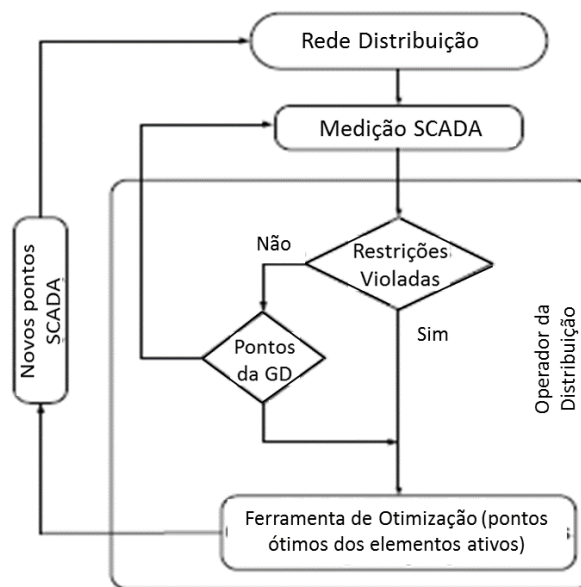 Rede Distribuição
Medição SCADA
Não
Restrições
Violadas
Sim
Pontos
da GD
Novos pontos
SCADA
Operador da
Distribuição
Ferramenta de Otimização (pontos
ótimos dos elementos ativos)